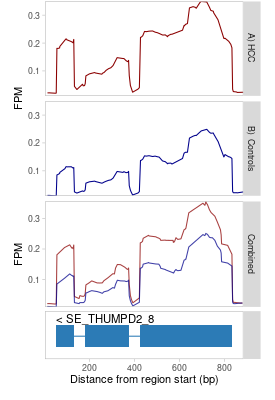 0.3
0.2
0.1
A) HCC
FPM
0.3
0.2
0.1
B) Controls
0.3
0.2
0.1
Combined
FPM
< SE_THUMPD2_8
200 400 600 800
Distance from region start (bp)